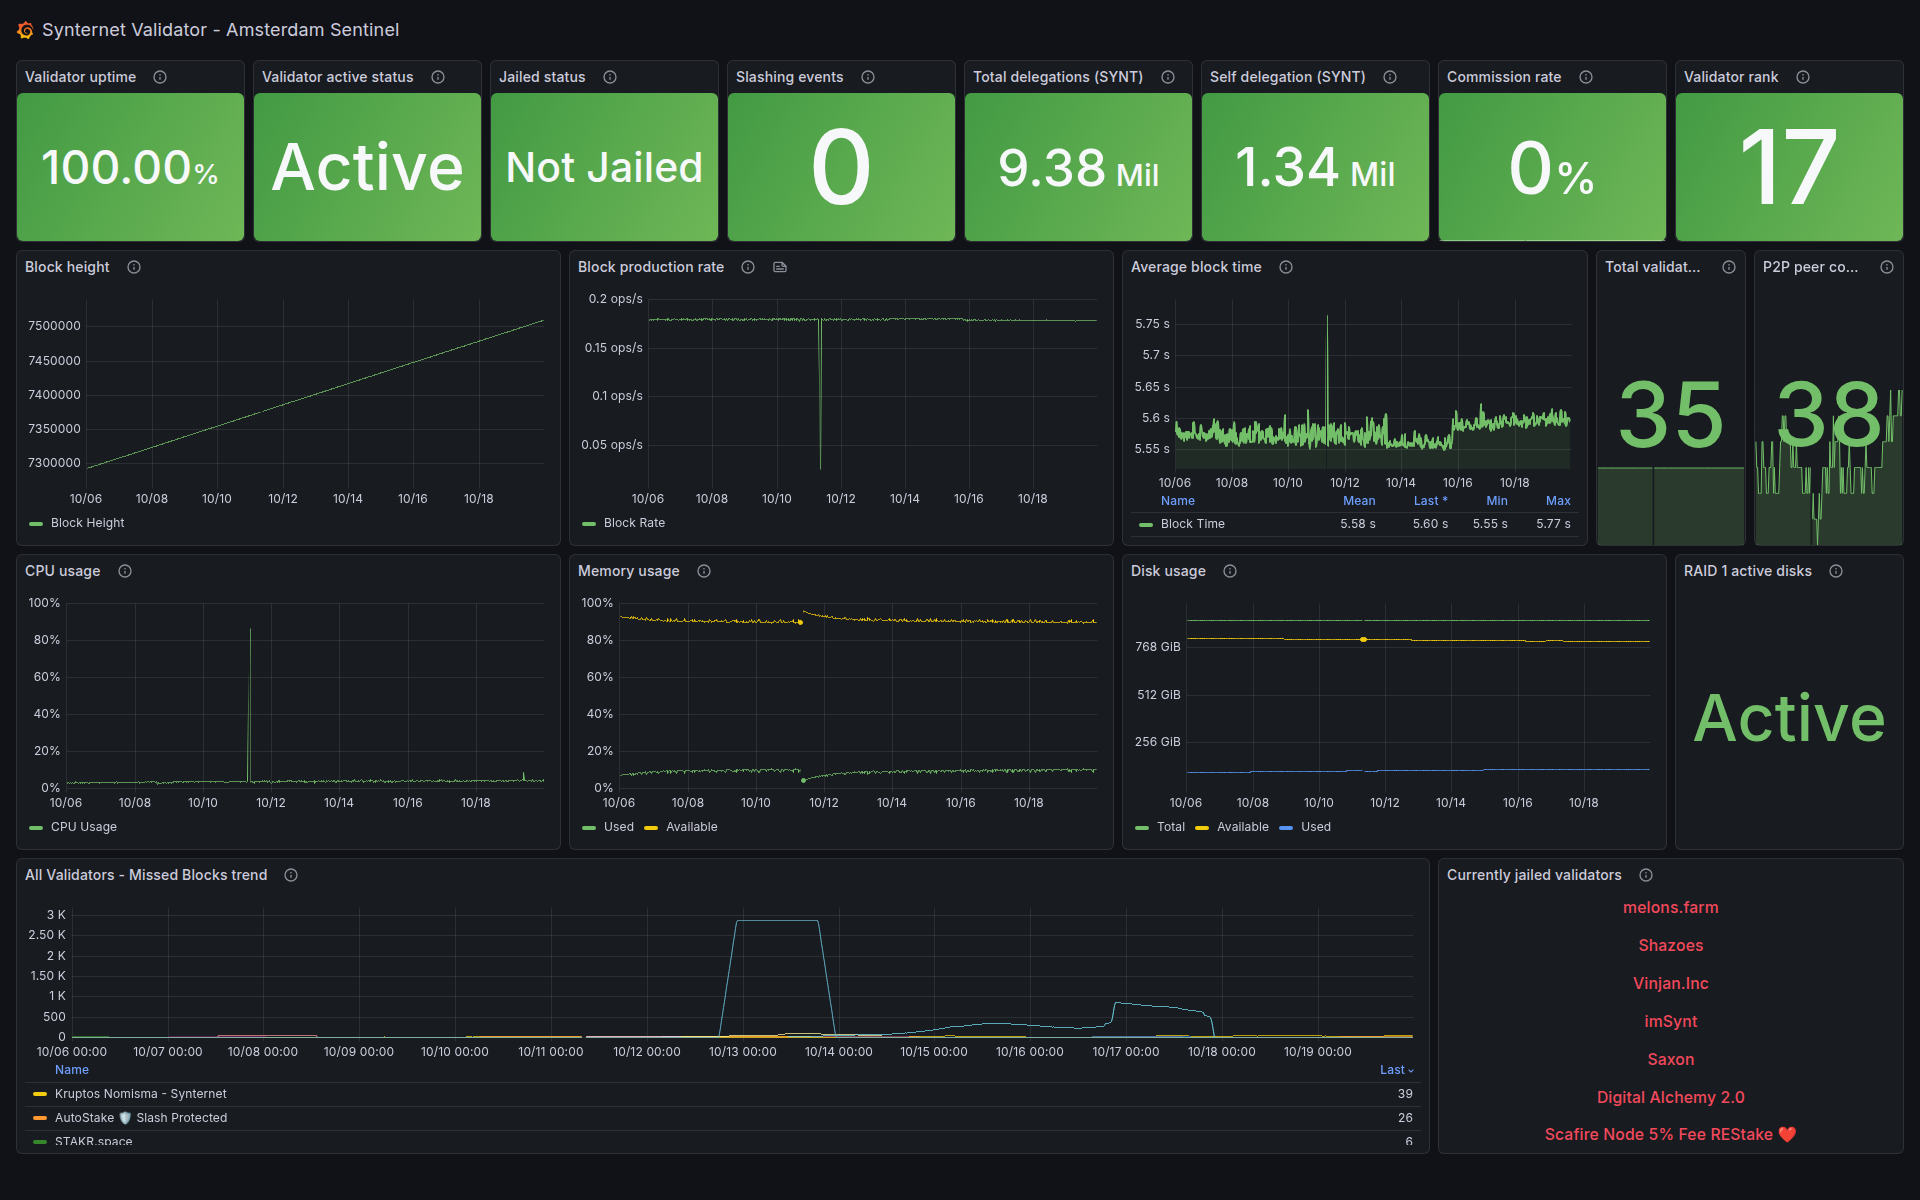 Synternet Validator - Amsterdam Sentinel
Validator uptime
100.00%
Validator active status
Active
Jailed status
Not Jailed
Slashing events
0
Total delegations (SYNT)
9.38 Mil
Self delegation (SYNT)
1.34 Mil
Commission rate
0%
Validator rank
17
Block height
7500000
7450000
7400000
7350000
7300000
10/06 10/08 10/10 10/12 10/14 10/16 10/18
Block Height
Block production rate
0.2 ops/s
0.15 ops/s
0.1 ops/s
0.05 ops/s
10/06 10/08 10/10 10/12 10/14 10/16 10/18
Block Rate
Average block time
5.75 s
5.7 s
5.65 s
5.6 s
5.55 s
10/06 10/08 10/10 10/12 10/14 10/16 10/18
Name Mean Last * Min Max
Block Time 5.58 s 5.60 s 5.55 s 5.77 s
Total validat...
35
P2P peer co...
38
CPU usage
100%
80%
60%
40%
20%
0%
10/06 10/08 10/10 10/12 10/14 10/16 10/18
CPU Usage
Memory usage
100%
80%
60%
40%
20%
0%
10/06 10/08 10/10 10/12 10/14 10/16 10/18
Used Available
Disk usage
768 GiB
512 GiB
256 GiB
10/06 10/08 10/10 10/12 10/14 10/16 10/18
Total Available Used
RAID 1 active disks
Active
All Validators - Missed Blocks trend
3 K
2.50 K
2 K
1.50 K
1 K
500
0
10/06 00:00 10/07 00:00 10/08 00:00 10/09 00:00 10/10 00:00 10/11 00:00 10/12 00:00 10/13 00:00 10/14 00:00 10/15 00:00 10/16 00:00 10/17 00:00 10/18 00:00 10/19 00:00
Name Last
Kruptos Nomisma - Synternet 39
AutoStake 🛡️ Slash Protected 26
STAKR.space 6
Currently jailed validators
melons.farm
Shazoes
Vinjan.Inc
imSynt
Saxon
Digital Alchemy 2.0
Scafire Node 5% Fee REStake ❤️